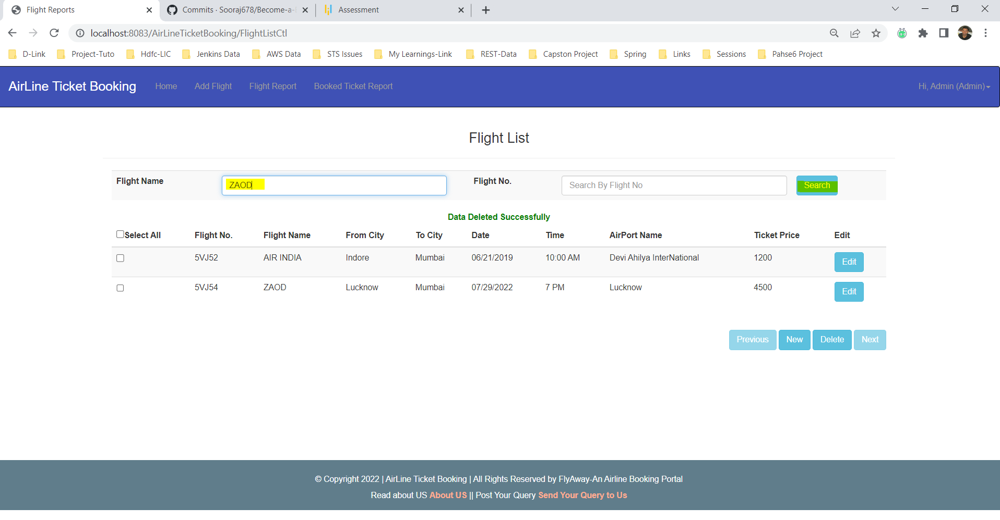 Flight Reports
Commits · Sooraj678/Become-a-
Assessment
localhost:8083/AirLineTicketBooking/FlightListCtl
D-Link Project-Tuto Hdfc-LIC Jenkins Data AWS Data STS Issues My Learnings-Link REST-Data Capston Project Spring Links Sessions Pahse6 Project
AirLine Ticket Booking Home Add Flight Flight Report Booked Ticket Report Hi, Admin (Admin)
Flight List
Flight Name ZAOD Flight No. Search By Flight No Search
Data Deleted Successfully
Select All Flight No. Flight Name From City To City Date Time AirPort Name Ticket Price Edit
5VJ52 AIR INDIA Indore Mumbai 06/21/2019 10:00 AM Devi Ahilya InterNational 1200 Edit
5VJ54 ZAOD Lucknow Mumbai 07/29/2022 7 PM Lucknow 4500 Edit
Previous New Delete Next
© Copyright 2022 | AirLine Ticket Booking | All Rights Reserved by FlyAway-An Airline Booking Portal
Read about US About US || Post Your Query Send Your Query to Us